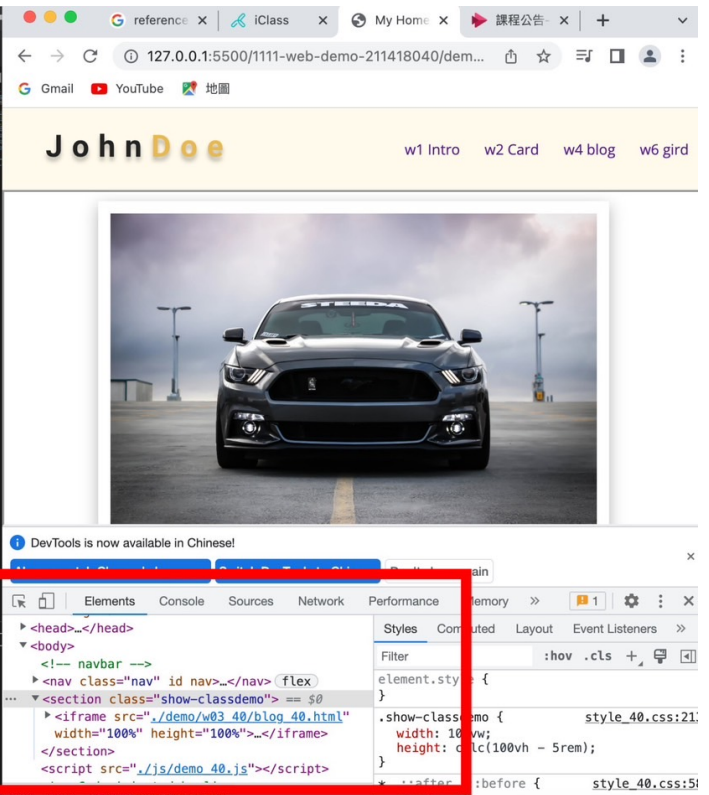 reference
iClass
My Home
課程公告-
127.0.0.1:5500/1111-web-demo-211418040/dem...
Gmail YouTube 地圖
JohnDoe
w1 Intro w2 Card w4 blog w6 gird
STEEDA
DevTools is now available in Chinese!
Elements Console Sources Network Performance Memory » 1
<head>…</head>
<body>
<!-- navbar -->
<nav class="nav" id nav>…</nav> flex
<section class="show-classdemo"> == $0
<iframe src="./demo/w03_40/blog_40.html"
width="100%" height="100%">…</iframe>
</section>
<script src="./js/demo_40.js"></script>
Styles Computed Layout Event Listeners »
Filter :hov .cls +
element.style {
}
.show-classdemo { style_40.css:21
width: 100vw;
height: calc(100vh - 5rem);
}
*, ::after, ::before { style_40.css:58